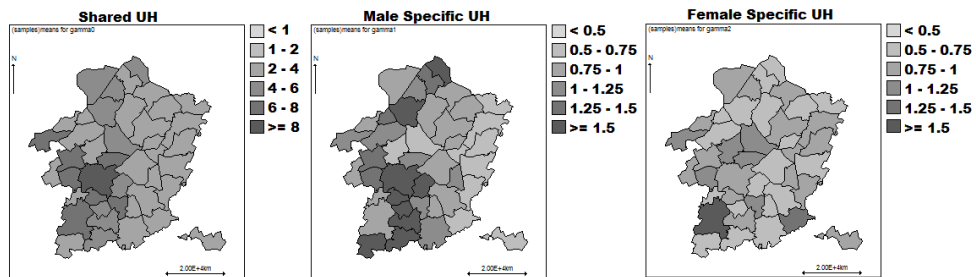 Shared UH
(samples)means for gamma0
N
< 1
1 - 2
2 - 4
4 - 6
6 - 8
>= 8
2.00E+4km
Male Specific UH
(samples)means for gamma1
N
< 0.5
0.5 - 0.75
0.75 - 1
1 - 1.25
1.25 - 1.5
>= 1.5
2.00E+4km
Female Specific UH
(samples)means for gamma2
N
< 0.5
0.5 - 0.75
0.75 - 1
1 - 1.25
1.25 - 1.5
>= 1.5
2.00E+4km